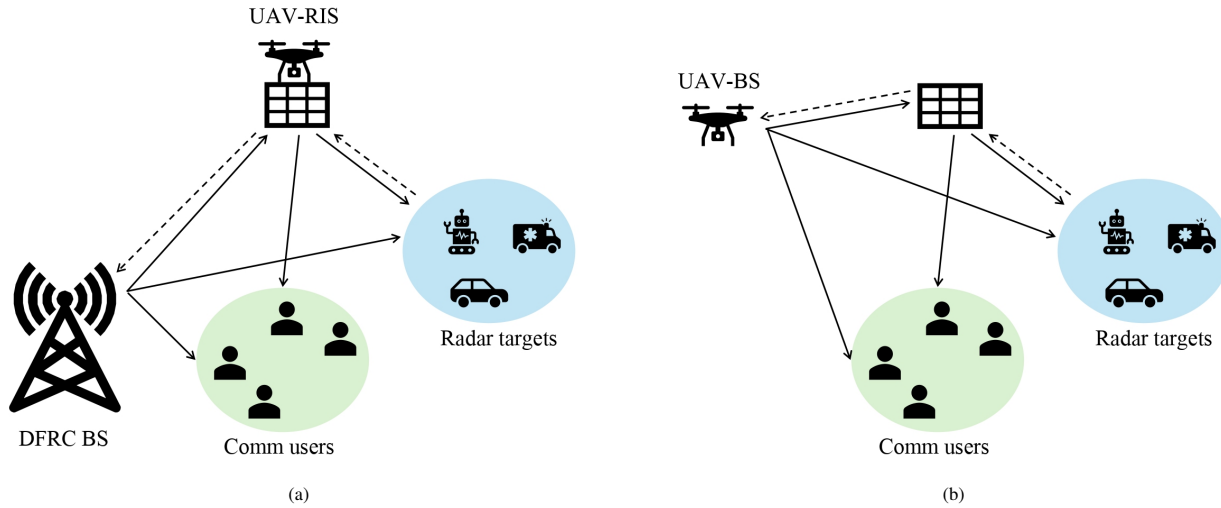 UAV-RIS
UAV-BS
Radar targets
Radar targets
DFRC BS
Comm users
Comm users
(a)
(b)